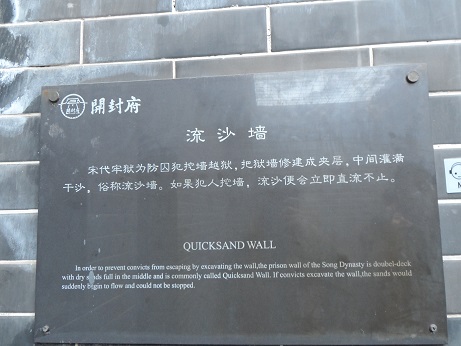 開封府
流沙墙
宋代牢狱为防囚犯挖墙越狱,把狱墙修建成夹层,中间灌满
干沙,俗称流沙墙。如果犯人挖墙,流沙便会立即直流不止。
QUICKSAND WALL
In order to prevent convicts from escaping by excavating the wall,the prison wall of the Song Dynasty is doubel-deck
with dry sands full in the middle and is commonly called Quicksand Wall. If convicts excavate the wall,the sands would
suddenly begin to flow and could not be stopped.